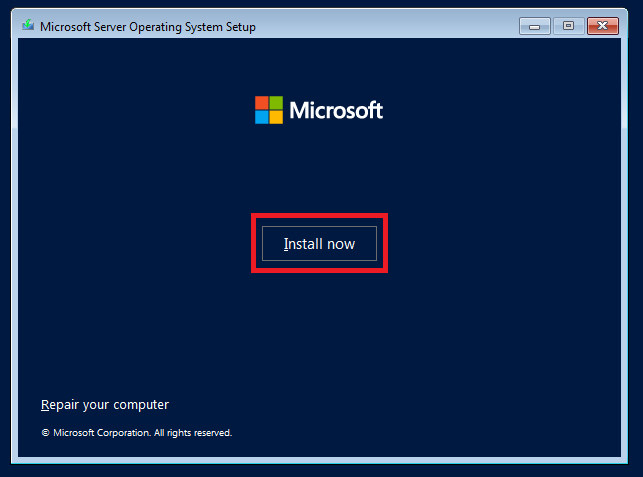 Microsoft Server Operating System Setup
Microsoft
Install now
Repair your computer
© Microsoft Corporation. All rights reserved.